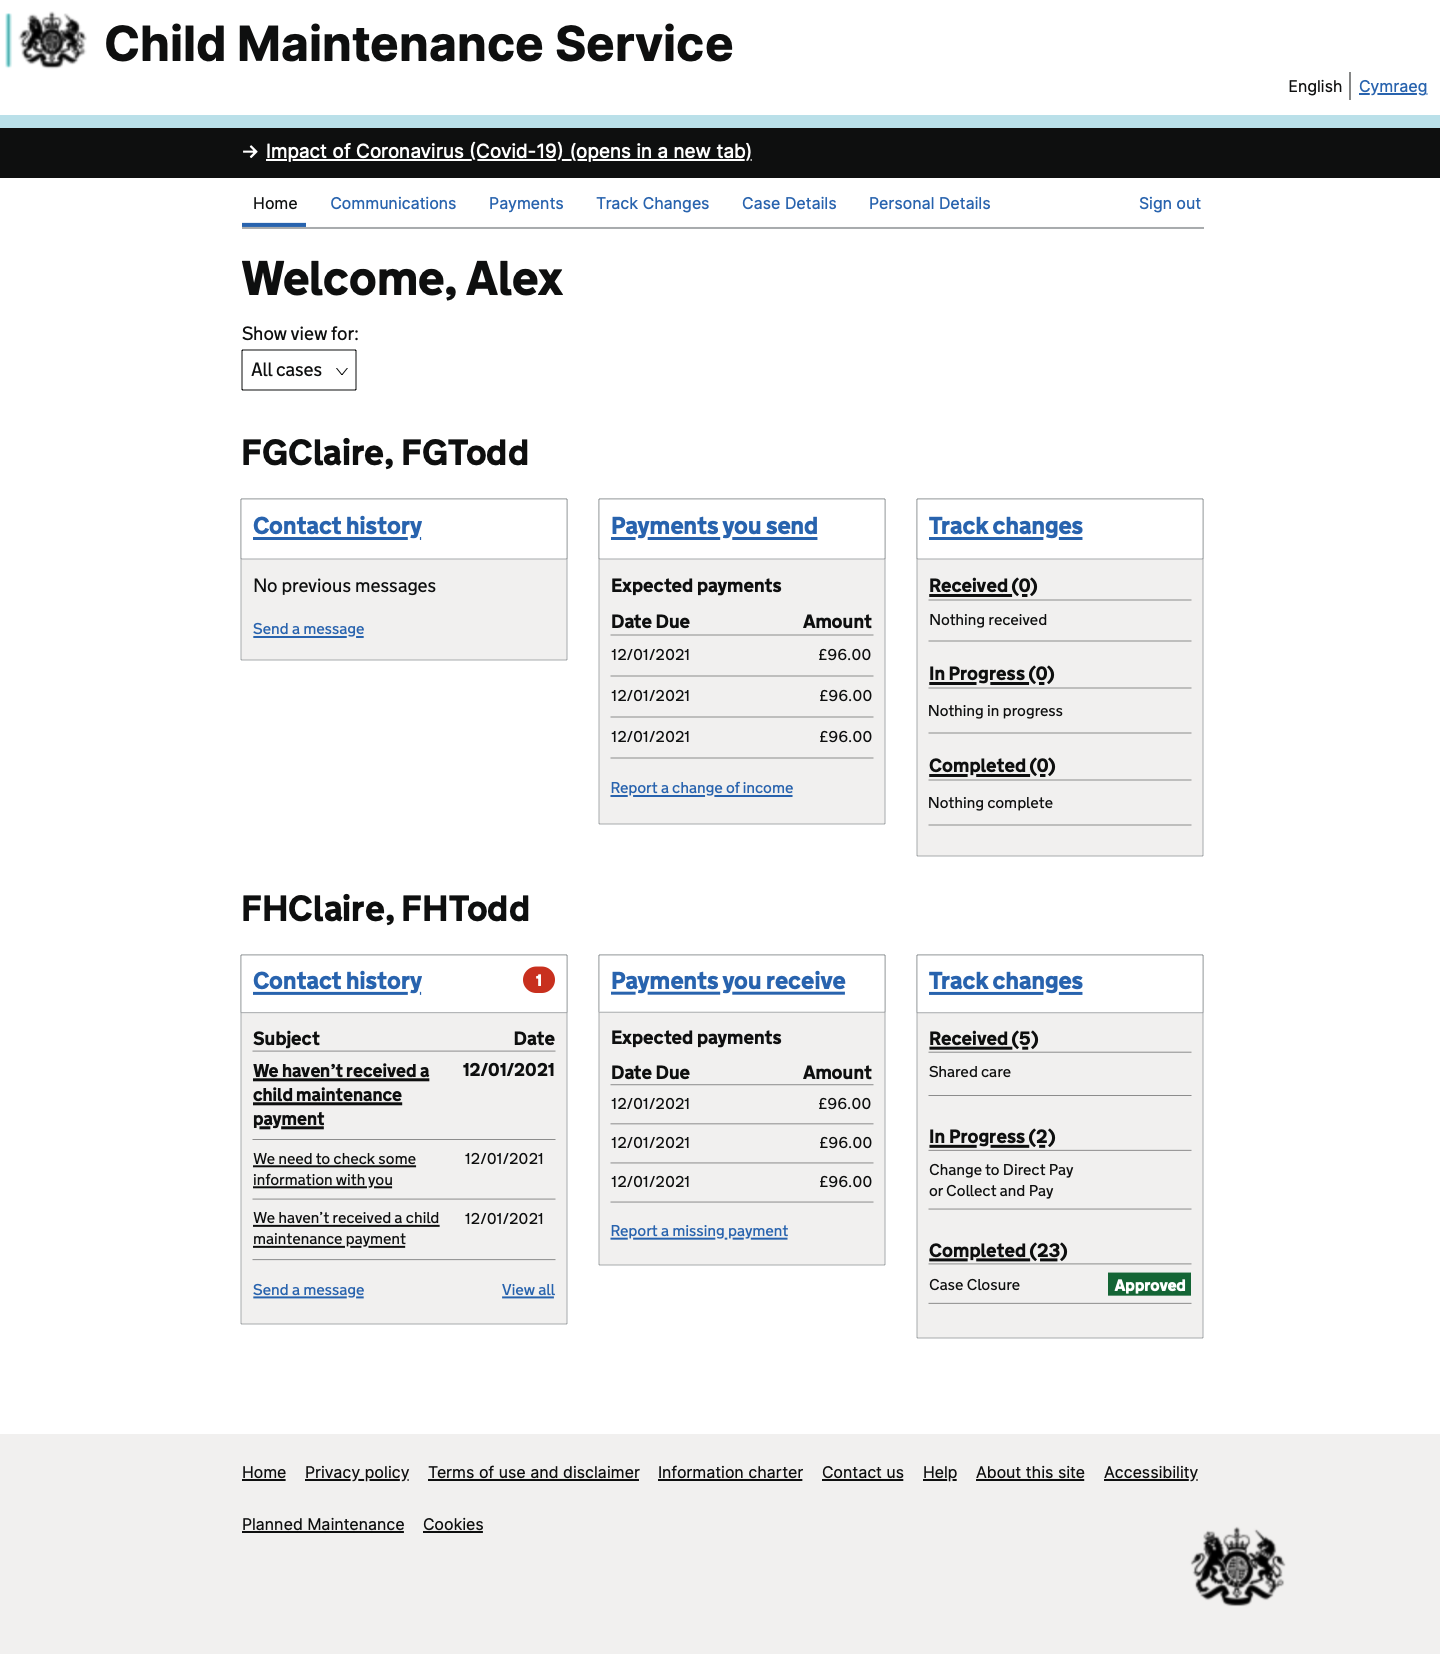 Child Maintenance Service
English Cymraeg
→ Impact of Coronavirus (Covid-19) (opens in a new tab)
Home Communications Payments Track Changes Case Details Personal Details Sign out
Welcome, Alex
Show view for:
All cases
FGClaire, FGTodd
Contact history
No previous messages
Send a message
Payments you send
Expected payments
Date Due Amount
12/01/2021 £96.00
12/01/2021 £96.00
12/01/2021 £96.00
Report a change of income
Track changes
Received (0)
Nothing received
In Progress (0)
Nothing in progress
Completed (0)
Nothing complete
FHClaire, FHTodd
Contact history 1
Subject Date
We haven't received a 12/01/2021
child maintenance
payment
We need to check some 12/01/2021
information with you
We haven't received a child 12/01/2021
maintenance payment
Send a message View all
Payments you receive
Expected payments
Date Due Amount
12/01/2021 £96.00
12/01/2021 £96.00
12/01/2021 £96.00
Report a missing payment
Track changes
Received (5)
Shared care
In Progress (2)
Change to Direct Pay
or Collect and Pay
Completed (23)
Case Closure Approved
Home Privacy policy Terms of use and disclaimer Information charter Contact us Help About this site Accessibility
Planned Maintenance Cookies